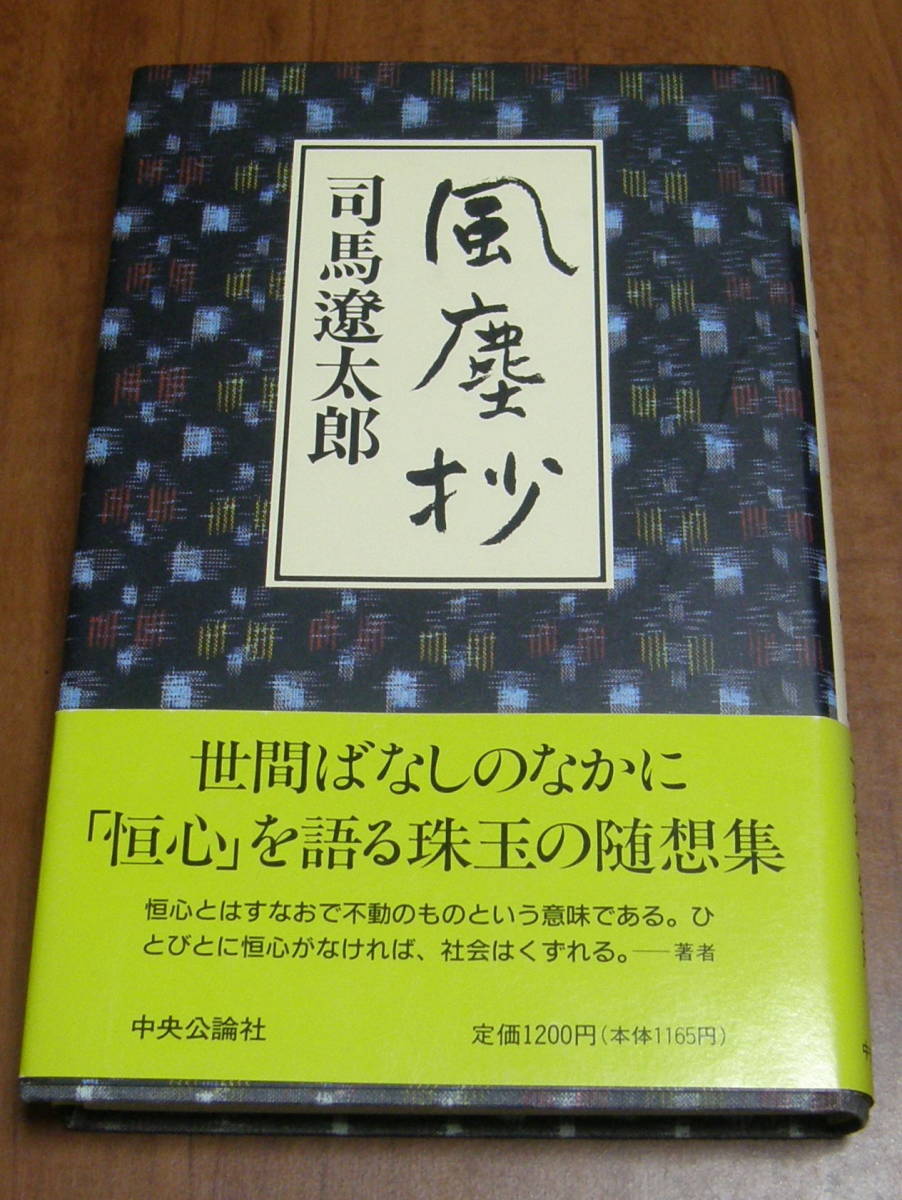 風塵抄
司馬遼太郎
世間ばなしのなかに
「恒心」を語る珠玉の随想集
恒心とはすなおで不動のものという意味である。ひ
とびとに恒心がなければ、社会はくずれる。──著者
中央公論社
定価1200円(本体1165円)
中